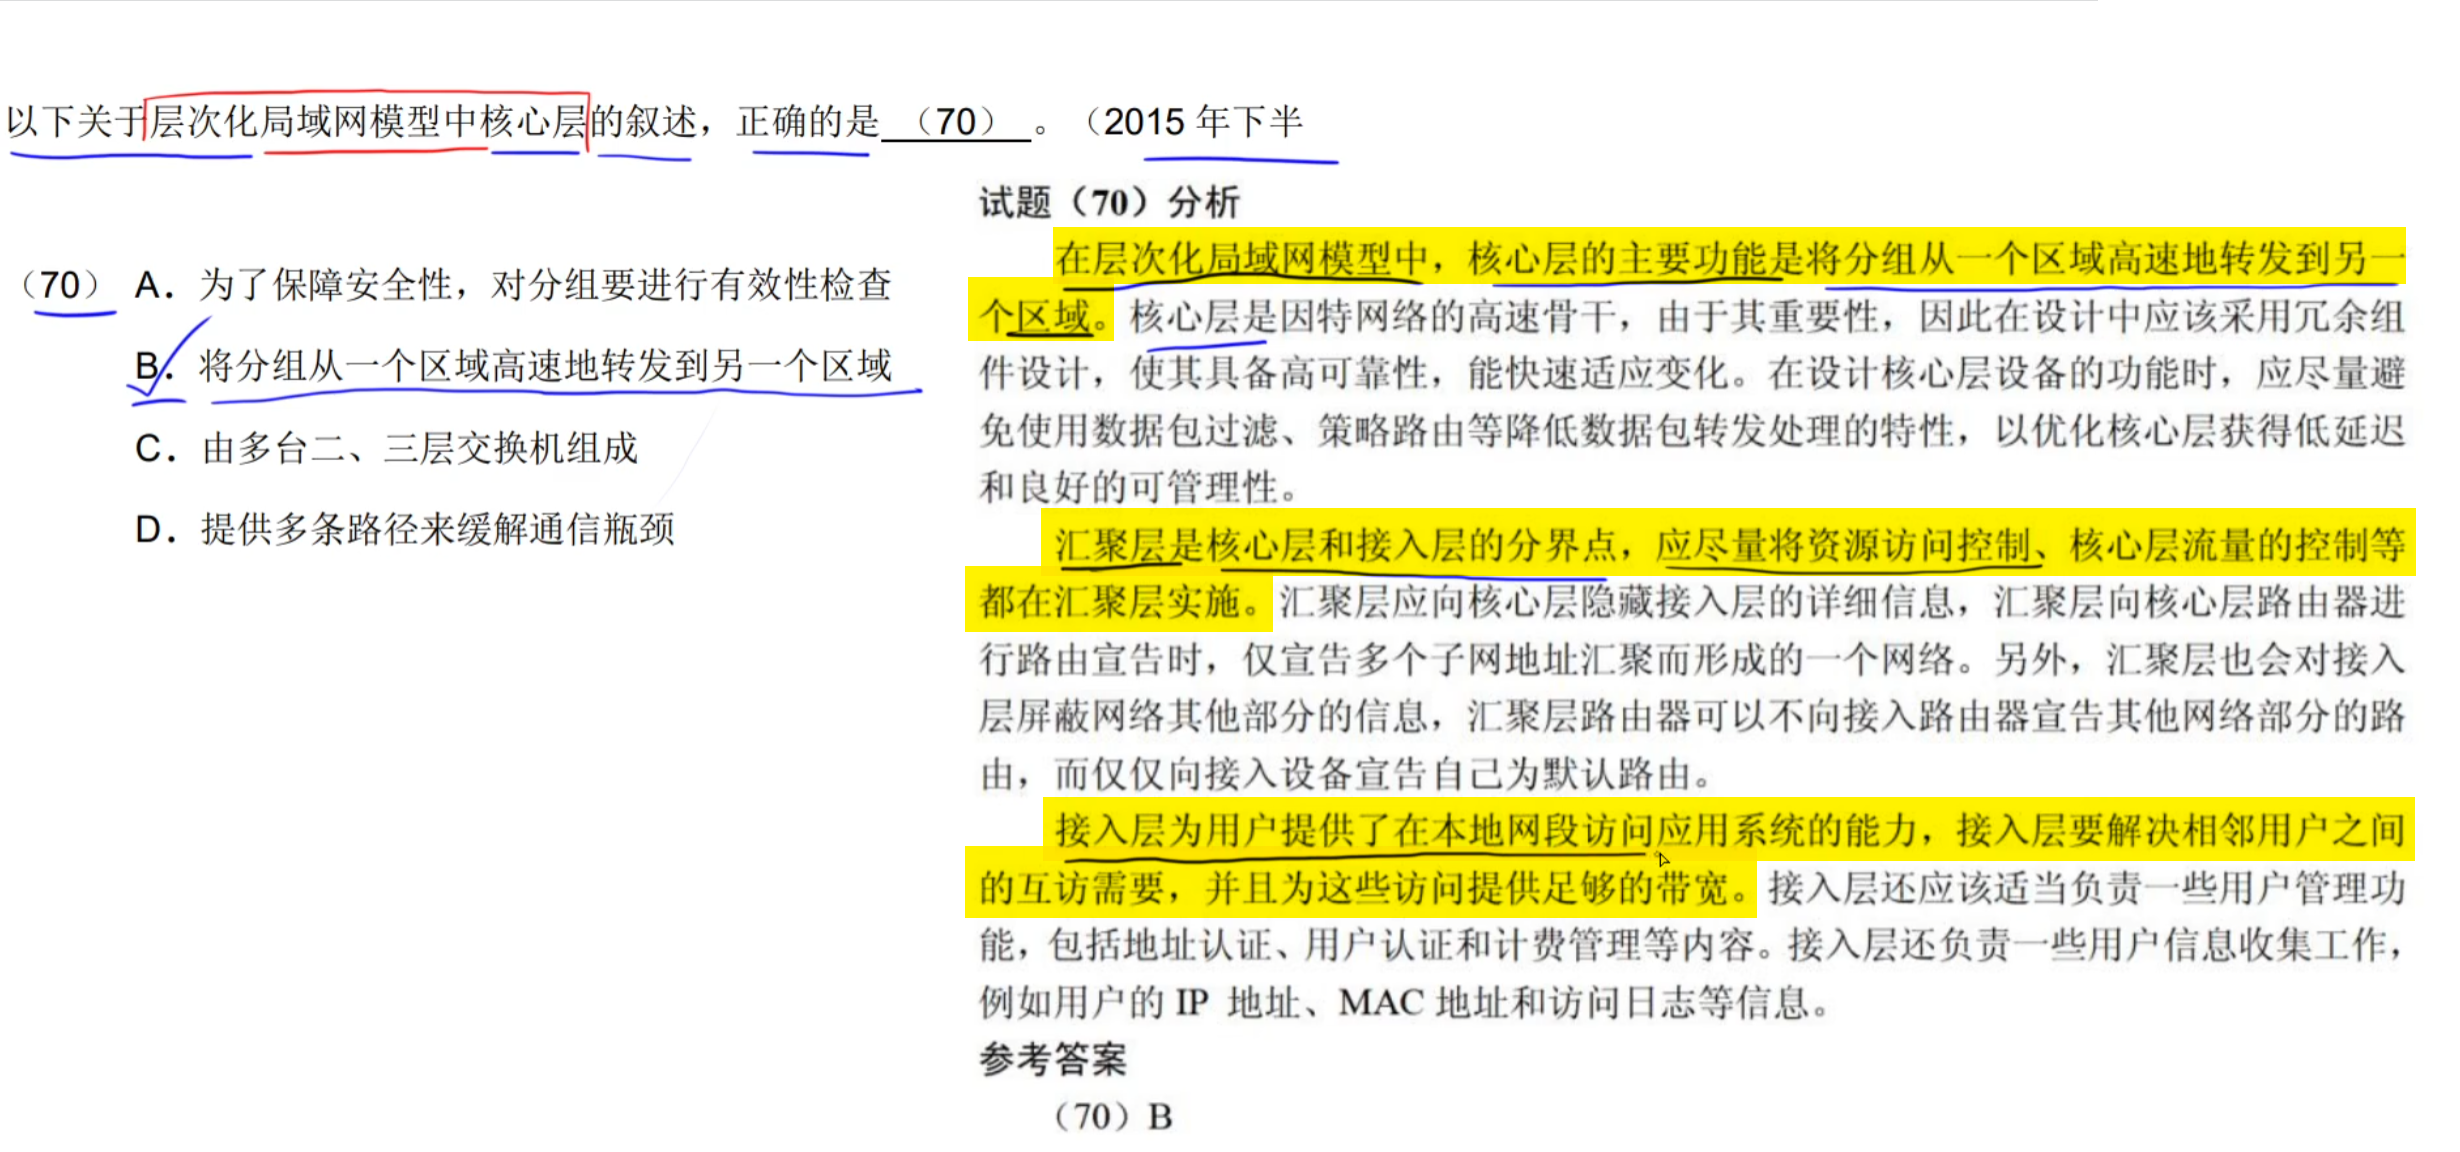 以下关于层次化局域网模型中核心层的叙述，正确的是 （70） 。（2015 年下半
（70） A．为了保障安全性，对分组要进行有效性检查
B．将分组从一个区域高速地转发到另一个区域
C．由多台二、三层交换机组成
D．提供多条路径来缓解通信瓶颈
试题（70）分析
在层次化局域网模型中，核心层的主要功能是将分组从一个区域高速地转发到另一
个区域。核心层是因特网络的高速骨干，由于其重要性，因此在设计中应该采用冗余组
件设计，使其具备高可靠性，能快速适应变化。在设计核心层设备的功能时，应尽量避
免使用数据包过滤、策略路由等降低数据包转发处理的特性，以优化核心层获得低延迟
和良好的可管理性。
汇聚层是核心层和接入层的分界点，应尽量将资源访问控制、核心层流量的控制等
都在汇聚层实施。汇聚层应向核心层隐藏接入层的详细信息，汇聚层向核心层路由器进
行路由宣告时，仅宣告多个子网地址汇聚而形成的一个网络。另外，汇聚层也会对接入
层屏蔽网络其他部分的信息，汇聚层路由器可以不向接入路由器宣告其他网络部分的路
由，而仅仅向接入设备宣告自己为默认路由。
接入层为用户提供了在本地网段访问应用系统的能力，接入层要解决相邻用户之间
的互访需要，并且为这些访问提供足够的带宽。接入层还应该适当负责一些用户管理功
能，包括地址认证、用户认证和计费管理等内容。接入层还负责一些用户信息收集工作，
例如用户的 IP 地址、MAC 地址和访问日志等信息。
参考答案
（70）B